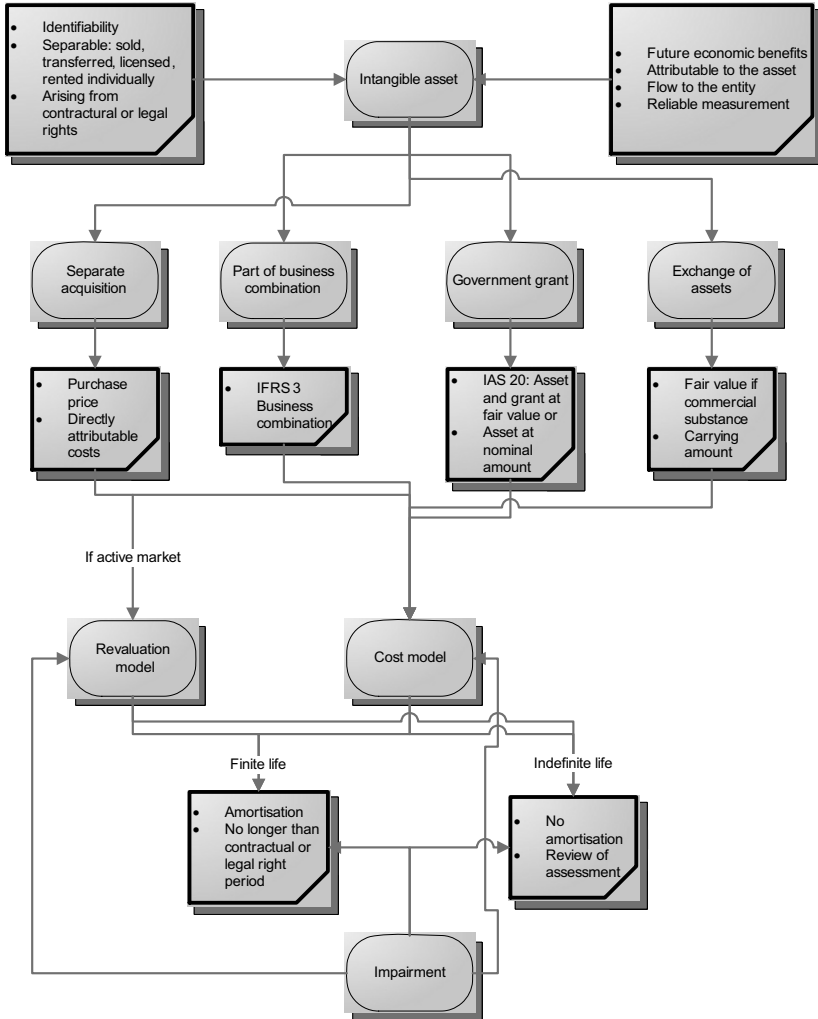 Identifiability
Separable: sold,
transferred, licensed,
rented individually
Arising from
contractural or legal
rights
Intangible asset
Future economic benefits
Attributable to the asset
Flow to the entity
Reliable measurement
Separate
acquisition
Part of business
combination
Government grant
Exchange of
assets
Purchase
price
Directly
attributable
costs
IFRS 3
Business
combination
IAS 20: Asset
and grant at
fair value or
Asset at
nominal
amount
Fair value if
commercial
substance
Carrying
amount
If active market
Revaluation
model
Cost model
Finite life
Indefinite life
Amortisation
No longer than
contractual or
legal right
period
No
amortisation
Review of
assessment
Impairment